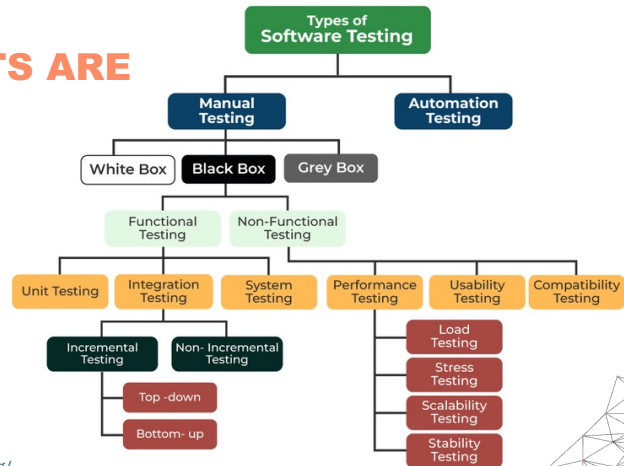 Types of
Software Testing
TS ARE
Manual
Testing
Automation
Testing
White Box
Black Box
Grey Box
Functional
Testing
Non-Functional
Testing
Unit Testing
Integration
Testing
System
Testing
Performance
Testing
Usability
Testing
Compatibility
Testing
Incremental
Testing
Non- Incremental
Testing
Load
Testing
Stress
Testing
Scalability
Testing
Stability
Testing
Top -down
Bottom- up